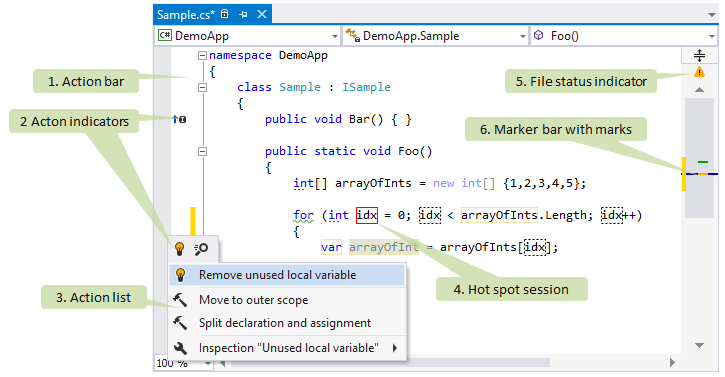 Sample.cs*
C# DemoApp
DemoApp.Sample
Foo()
namespace DemoApp
{
class Sample : ISample
{
public void Bar() { }
public static void Foo()
{
int[] arrayOfInts = new int[] {1,2,3,4,5};
for (int idx = 0; idx < arrayOfInts.Length; idx++)
{
var arrayOfInt = arrayOfInts[idx];
1. Action bar
2 Acton indicators
3. Action list
4. Hot spot session
5. File status indicator
6. Marker bar with marks
Remove unused local variable
Move to outer scope
Split declaration and assignment
Inspection "Unused local variable"
100 %